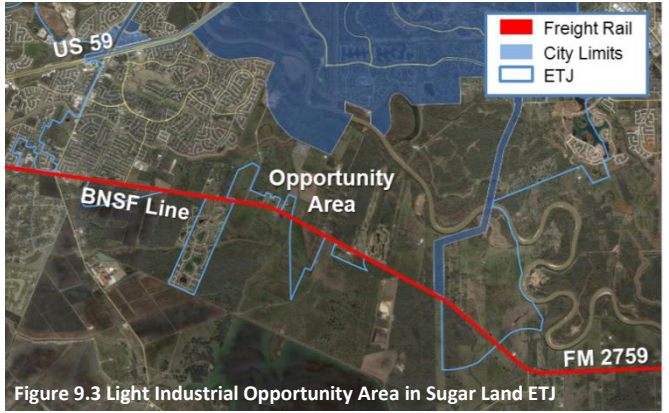 US 59
Freight Rail
City Limits
ETJ
Opportunity
Area
BNSF Line
FM 2759
Figure 9.3 Light Industrial Opportunity Area in Sugar Land ETJ